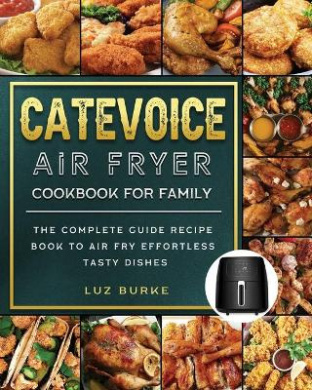 CATEVOICE
AiR FRYER
COOKBOOK FOR FAMILY
THE COMPLETE GUIDE RECIPE
BOOK TO AIR FRY EFFORTLESS
TASTY DISHES
LUZ BURKE